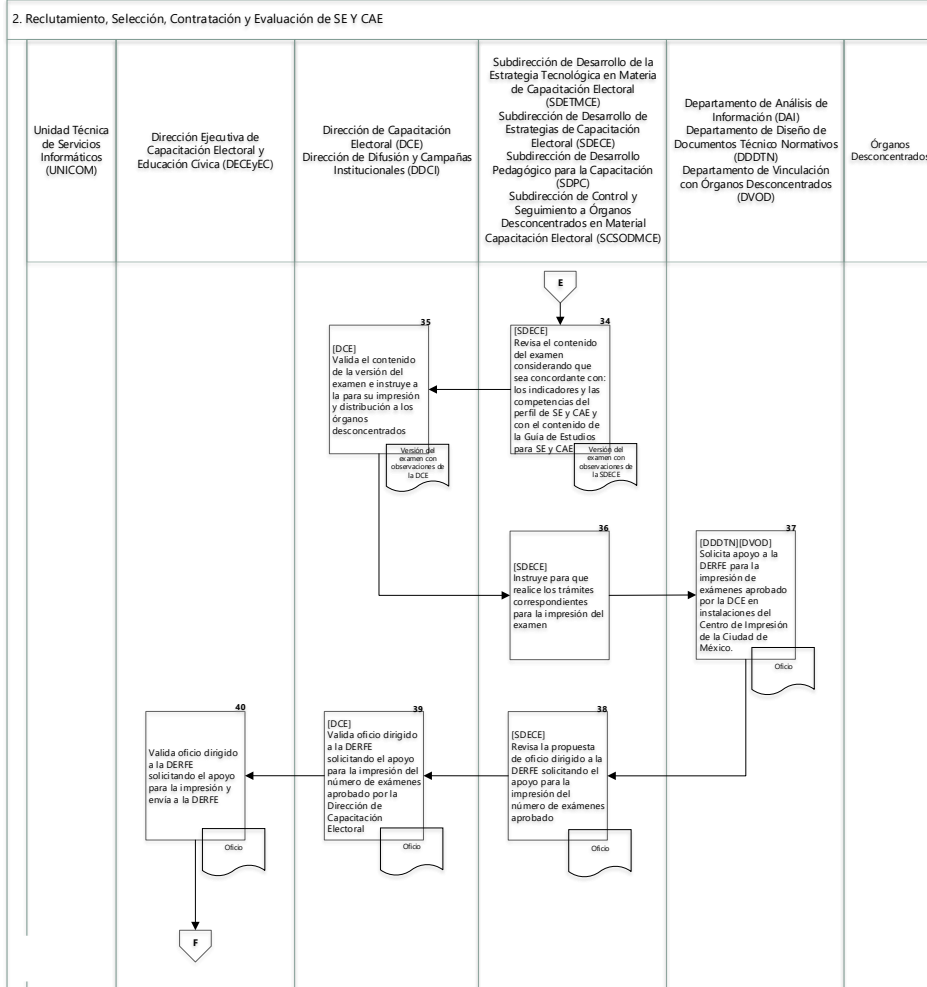 2. Reclutamiento, Selección, Contratación y Evaluación de SE Y CAE
Unidad Técnica
de Servicios
Informáticos
(UNICOM)
Dirección Ejecutiva de
Capacitación Electoral y
Educación Cívica (DECEyEC)
Dirección de Capacitación
Electoral (DCE)
Dirección de Difusión y Campañas
Institucionales (DDCI)
Subdirección de Desarrollo de la
Estrategia Tecnológica en Materia
de Capacitación Electoral
(SDETMCE)
Subdirección de Desarrollo de
Estrategias de Capacitación
Electoral (SDECE)
Subdirección de Desarrollo
Pedagógico para la Capacitación
(SDPC)
Subdirección de Control y
Seguimiento a Órganos
Desconcentrados en Material
Capacitación Electoral (SCSODMCE)
Departamento de Análisis de
Información (DAI)
Departamento de Diseño de
Documentos Técnico Normativos
(DDDTN)
Departamento de Vinculación
con Órganos Desconcentrados
(DVOD)
Órganos
Desconcentrados
E
34
[SDECE]
Revisa el contenido
del examen
considerando que
sea concordante con:
los indicadores y las
competencias del
perfil de SE y CAE y
con el contenido de
la Guía de Estudios
para SE y CAE
Versión del
examen con
observaciones de
la SDECE
35
[DCE]
Valida el contenido
de la versión del
examen e instruye a
la para su impresión
y distribución a los
órganos
desconcentrados
Versión del
examen con
observaciones de
la DCE
36
[SDECE]
Instruye para que
realice los trámites
correspondientes
para la impresión del
examen
37
[DDDTN][DVOD]
Solicita apoyo a la
DERFE para la
impresión de
exámenes aprobado
por la DCE en
instalaciones del
Centro de Impresión
de la Ciudad de
México.
Oficio
38
[SDECE]
Revisa la propuesta
de oficio dirigido a la
DERFE solicitando el
apoyo para la
impresión del
número de exámenes
aprobado
Oficio
39
[DCE]
Valida oficio dirigido
a la DERFE
solicitando el apoyo
para la impresión del
número de exámenes
aprobado por la
Dirección de
Capacitación
Electoral
Oficio
40
Valida oficio dirigido
a la DERFE
solicitando el apoyo
para la impresión y
envía a la DERFE
Oficio
F